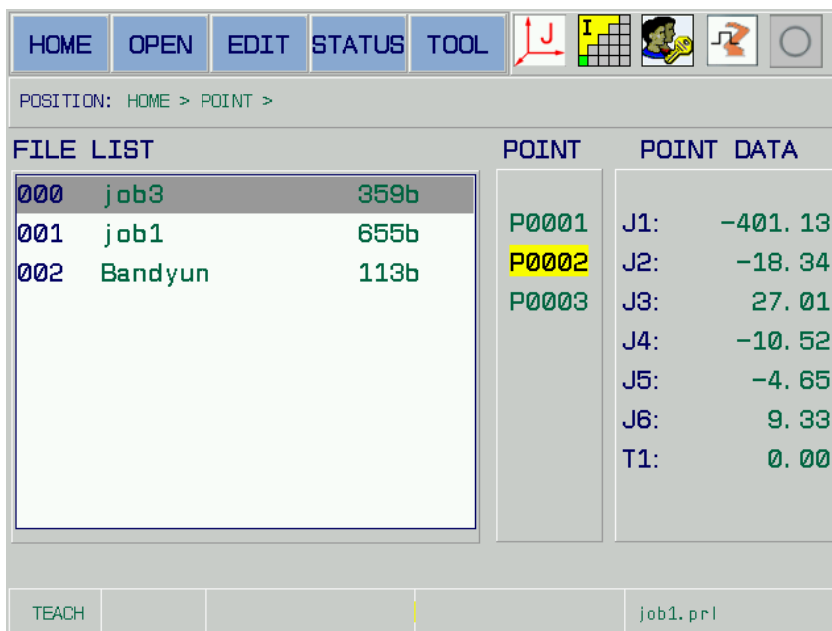 HOME OPEN EDIT STATUS TOOL J I
POSITION: HOME > POINT >
FILE LIST POINT POINT DATA
000 job3 359b
001 job1 655b P0001 J1: -401.13
002 Bandyun 113b P0002 J2: -18.34
P0003 J3: 27.01
J4: -10.52
J5: -4.65
J6: 9.33
T1: 0.00
TEACH job1.prl